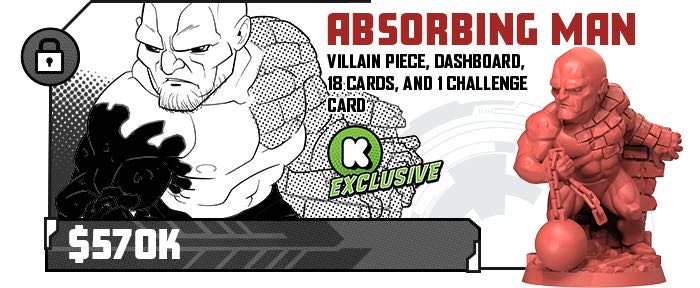 ABSORBING MAN
VILLAIN PIECE, DASHBOARD,
18 CARDS, AND 1 CHALLENGE
CARD
K
EXCLUSIVE
$570K